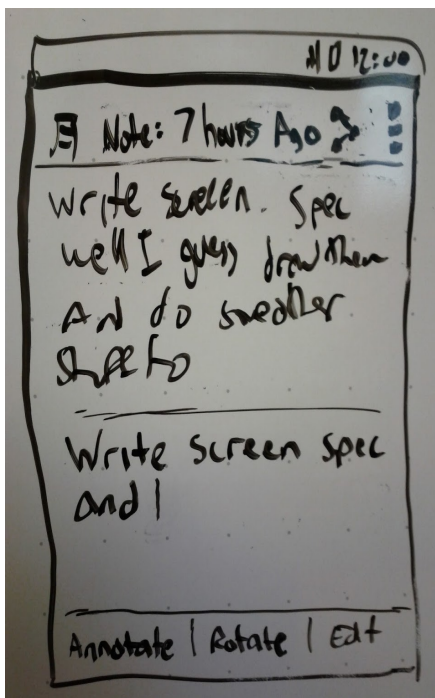 12:00
Note: 7 hours Ago
Write screen. Spec
well I guess draw them
And do
Write screen spec
and
Annotate | Rotate | Edit